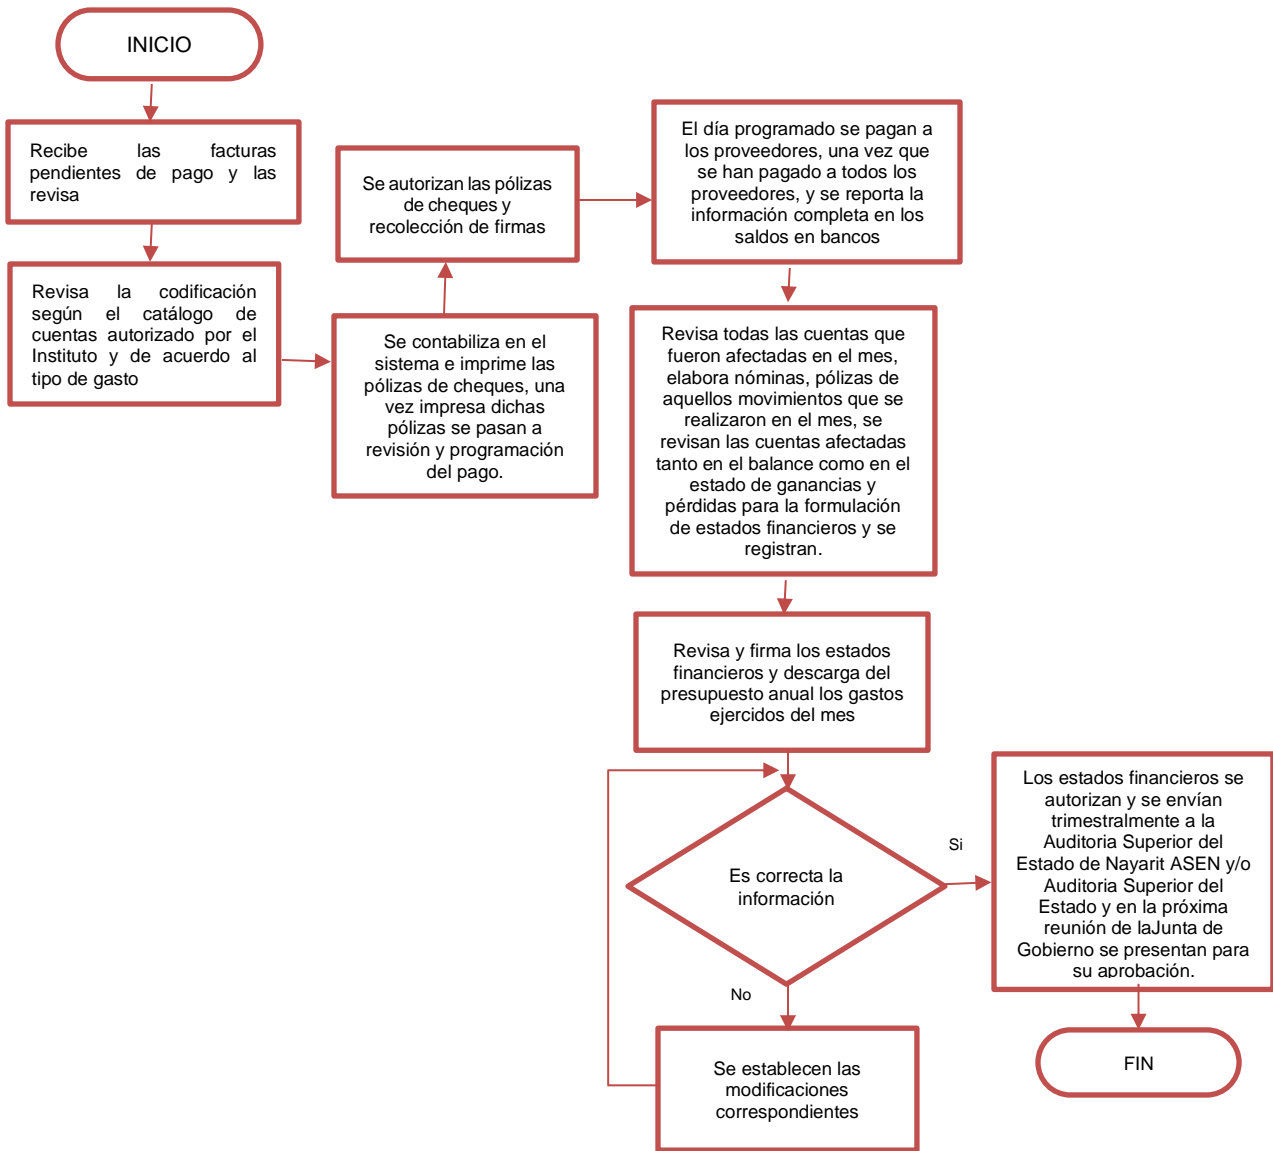 INICIO
Recibe las facturas
pendientes de pago y las
revisa
Revisa la codificación
según el catálogo de
cuentas autorizado por el
Instituto y de acuerdo al
tipo de gasto
Se contabiliza en el
sistema e imprime las
pólizas de cheques, una
vez impresa dichas
pólizas se pasan a
revisión y programación
del pago.
Se autorizan las pólizas
de cheques y
recolección de firmas
El día programado se pagan a
los proveedores, una vez que
se han pagado a todos los
proveedores, y se reporta la
información completa en los
saldos en bancos
Revisa todas las cuentas que
fueron afectadas en el mes,
elabora nóminas, pólizas de
aquellos movimientos que se
realizaron en el mes, se
revisan las cuentas afectadas
tanto en el balance como en el
estado de ganancias y
pérdidas para la formulación
de estados financieros y se
registran.
Revisa y firma los estados
financieros y descarga del
presupuesto anual los gastos
ejercidos del mes
Es correcta la
información
Si
Los estados financieros se
autorizan y se envían
trimestralmente a la
Auditoria Superior del
Estado de Nayarit ASEN y/o
Auditoria Superior del
Estado y en la próxima
reunión de laJunta de
Gobierno se presentan para
su aprobación.
No
Se establecen las
modificaciones
correspondientes
FIN